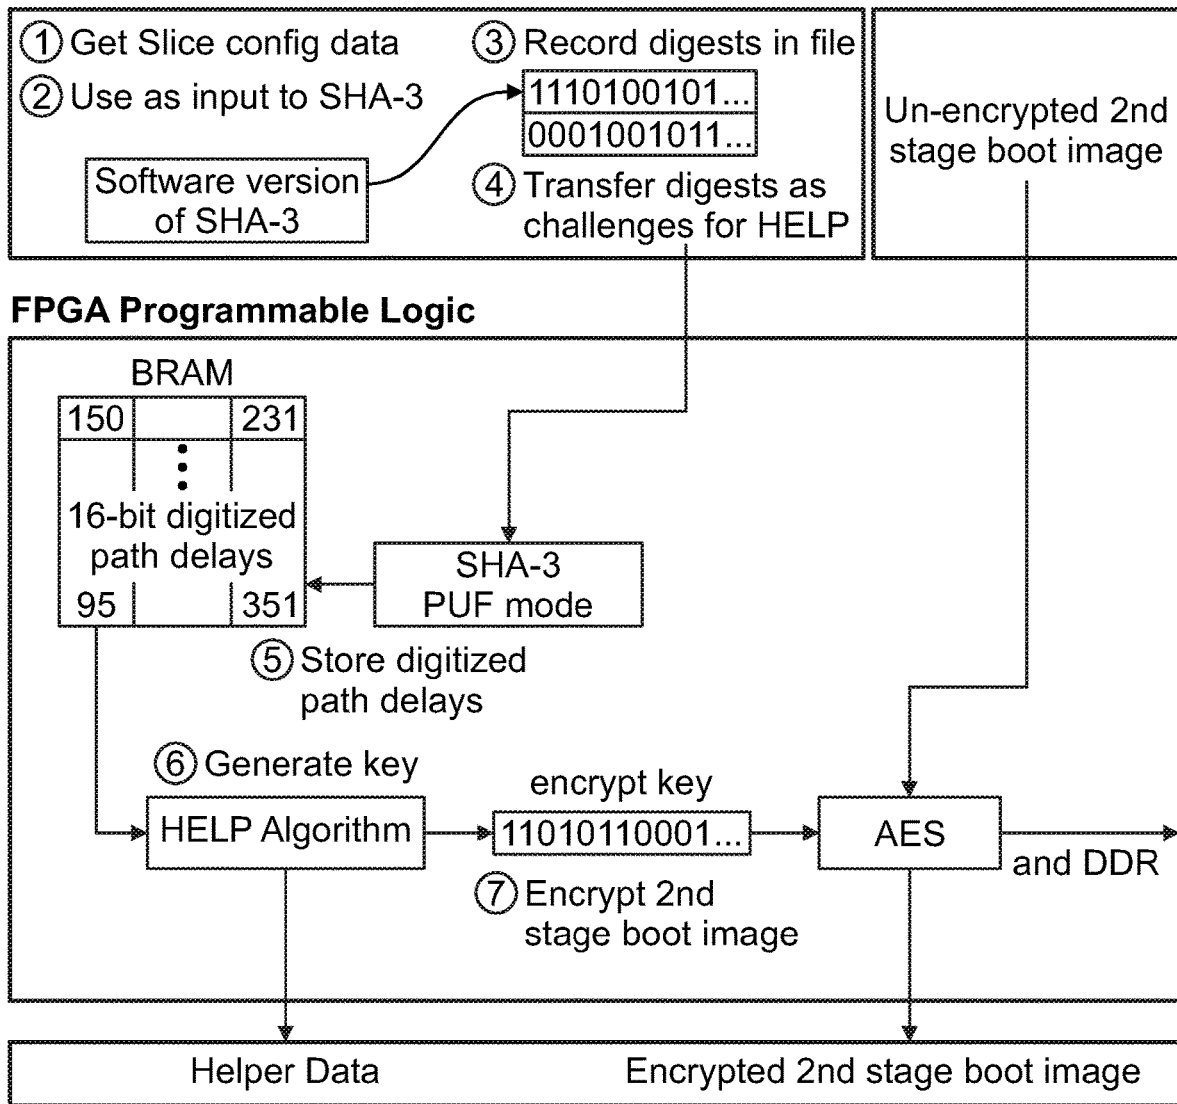 ① Get Slice config data
② Use as input to SHA-3
Software version
of SHA-3
③ Record digests in file
1110100101...
0001001011...
④ Transfer digests as
challenges for HELP
Un-encrypted 2nd
stage boot image
FPGA Programmable Logic
BRAM
150 231
16-bit digitized
path delays
95 351
SHA-3
PUF mode
⑤ Store digitized
path delays
⑥ Generate key
HELP Algorithm
encrypt key
11010110001...
⑦ Encrypt 2nd
stage boot image
AES
and DDR
Helper Data
Encrypted 2nd stage boot image